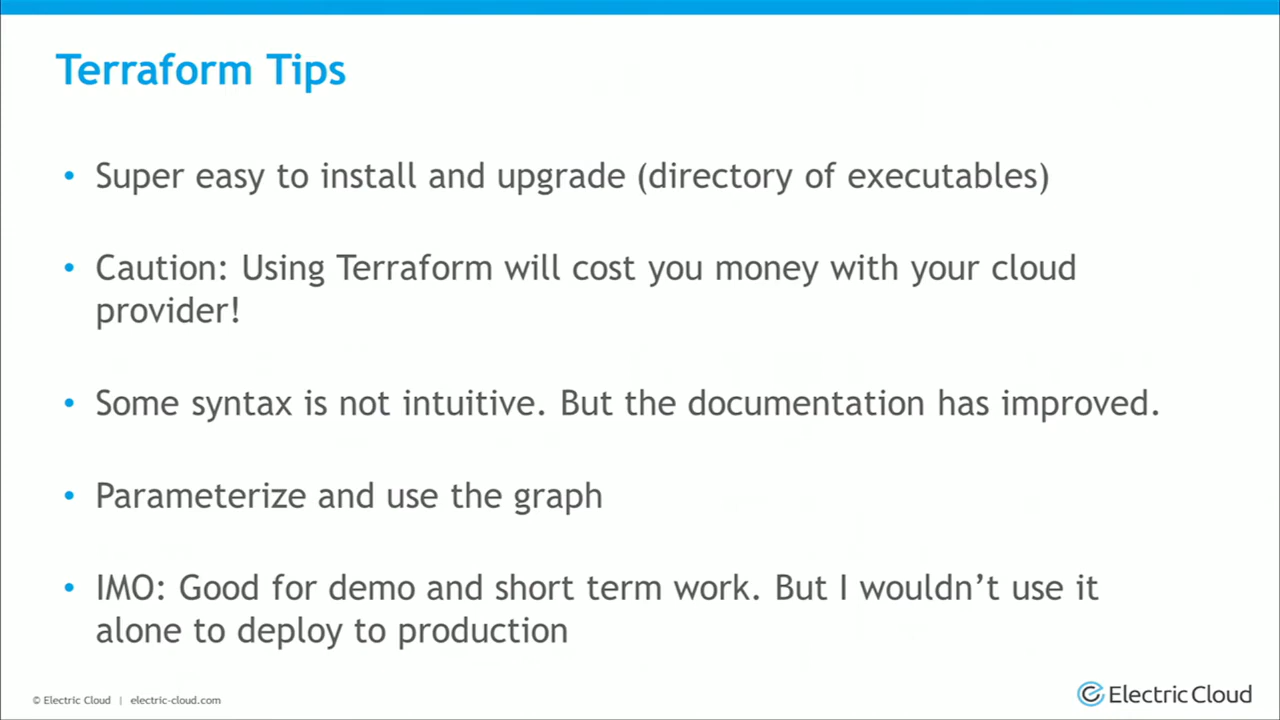 Terraform Tips
• Super easy to install and upgrade (directory of executables)
• Caution: Using Terraform will cost you money with your cloud
provider!
• Some syntax is not intuitive. But the documentation has improved.
• Parameterize and use the graph
• IMO: Good for demo and short term work. But I wouldn’t use it
alone to deploy to production
© Electric Cloud | electric-cloud.com
Electric Cloud